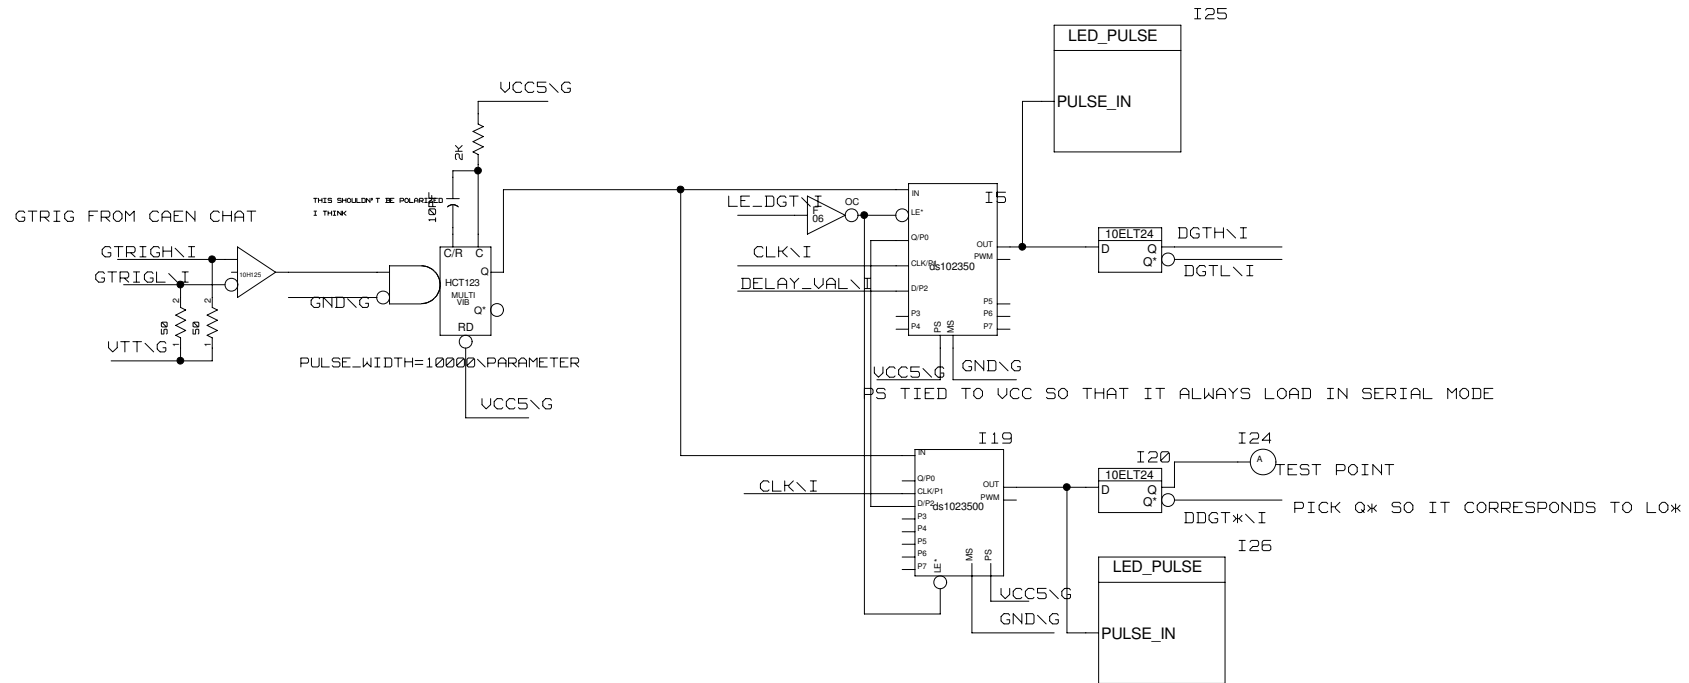 I25
LED_PULSE
PULSE_IN
VCC5\G
2K
THIS SHOULDN'T BE POLARIZED
I THINK
GTRIG FROM CAEN CHAT
GTRIGH\I
GTRIGL\I
10H125
GND\G
2
2
50
50
1
1
VTT\G
C/R C
Q
HCT123
MULTI
VIB
Q*
RD
PULSE_WIDTH=10000\PARAMETER
VCC5\G
LE_DGT\I
F
06
OC
CLK\I
DELAY_VAL\I
I5
IN
LE*
Q/P0
CLK/P1
ds102350
D/P2
P3
P4
OUT
PWM
P5
P6
P7
PS
MS
VCC5\G
GND\G
10ELT24
D Q
Q*
DGTH\I
DGTL\I
PS TIED TO VCC SO THAT IT ALWAYS LOAD IN SERIAL MODE
I19
IN
Q/P0
CLK/P1
D/P2
ds1023500
P3
P4
P5
P6
P7
LE*
MS
PS
OUT
PWM
CLK\I
VCC5\G
GND\G
I20
10ELT24
D Q
Q*
I24
A
TEST POINT
DDGT*\I
PICK Q* SO IT CORRESPONDS TO LO*
I26
LED_PULSE
PULSE_IN